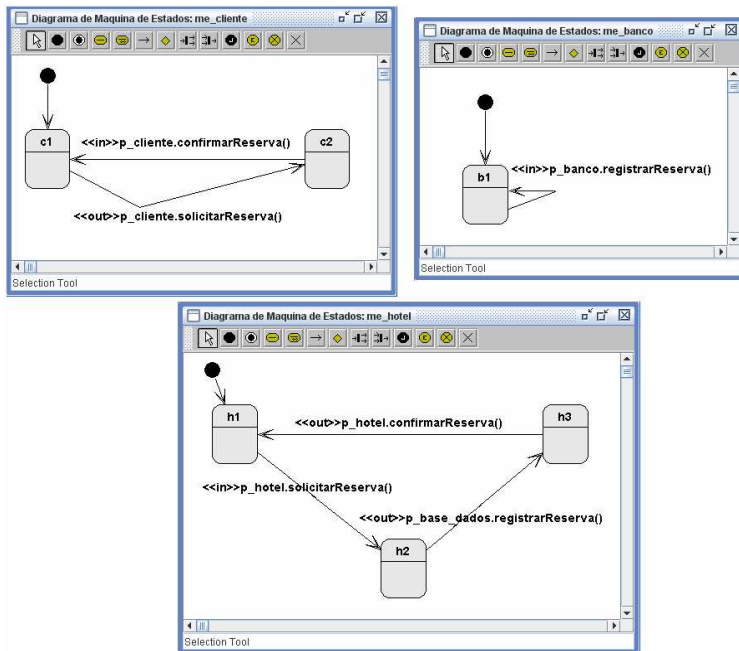 Diagrama de Maquina de Estados: me_cliente
c1
<<in>>p_cliente.confirmarReserva()
c2
<<out>>p_cliente.solicitarReserva()
Selection Tool
Diagrama de Maquina de Estados: me_banco
<<in>>p_banco.registrarReserva()
b1
Selection Tool
Diagrama de Maquina de Estados: me_hotel
h1
<<out>>p_hotel.confirmarReserva()
h3
<<in>>p_hotel.solicitarReserva()
<<out>>p_base_dados.registrarReserva()
h2
Selection Tool